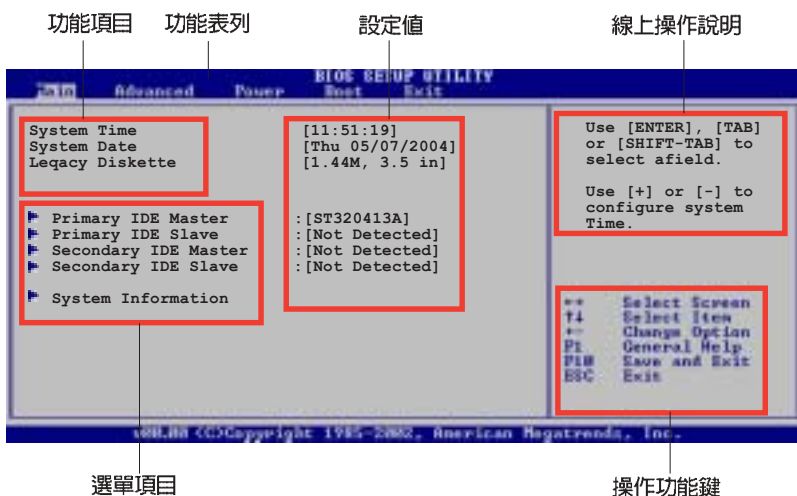 功能項目 功能表列 設定值 線上操作說明
BIOS SETUP UTILITY
Main Advanced Power Boot Exit
System Time [11:51:19]
System Date [Thu 05/07/2004]
Leqacy Diskette [1.44M, 3.5 in]
Primary IDE Master :[ST320413A]
Primary IDE Slave :[Not Detected]
Secondary IDE Master :[Not Detected]
Secondary IDE Slave :[Not Detected]
System Information
Use [ENTER], [TAB]
or [SHIFT-TAB] to
select afield.
Use [+] or [-] to
configure system
Time.
←→ Select Screen
↑↓ Select Item
+- Change Option
F1 General Help
F10 Save and Exit
ESC Exit
(C)Copyright 1985-2002, American Megatrends, Inc.
選單項目 操作功能鍵